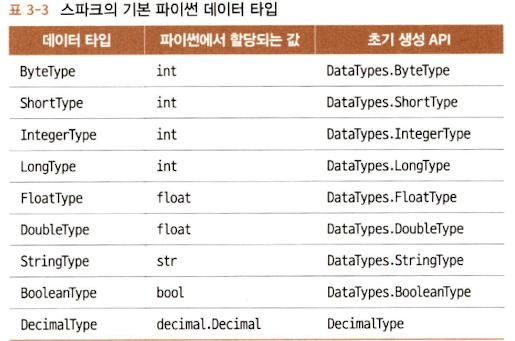 표 3-3 스파크의 기본 파이썬 데이터 타입
데이터 타입 파이썬에서 할당되는 값 초기 생성 API
ByteType int DataTypes.ByteType
ShortType int DataTypes.ShortType
IntegerType int DataTypes.IntegerType
LongType int DataTypes.LongType
FloatType float DataTypes.FloatType
DoubleType float DataTypes.DoubleType
StringType str DataTypes.StringType
BooleanType bool DataTypes.BooleanType
DecimalType decimal.Decimal DecimalType